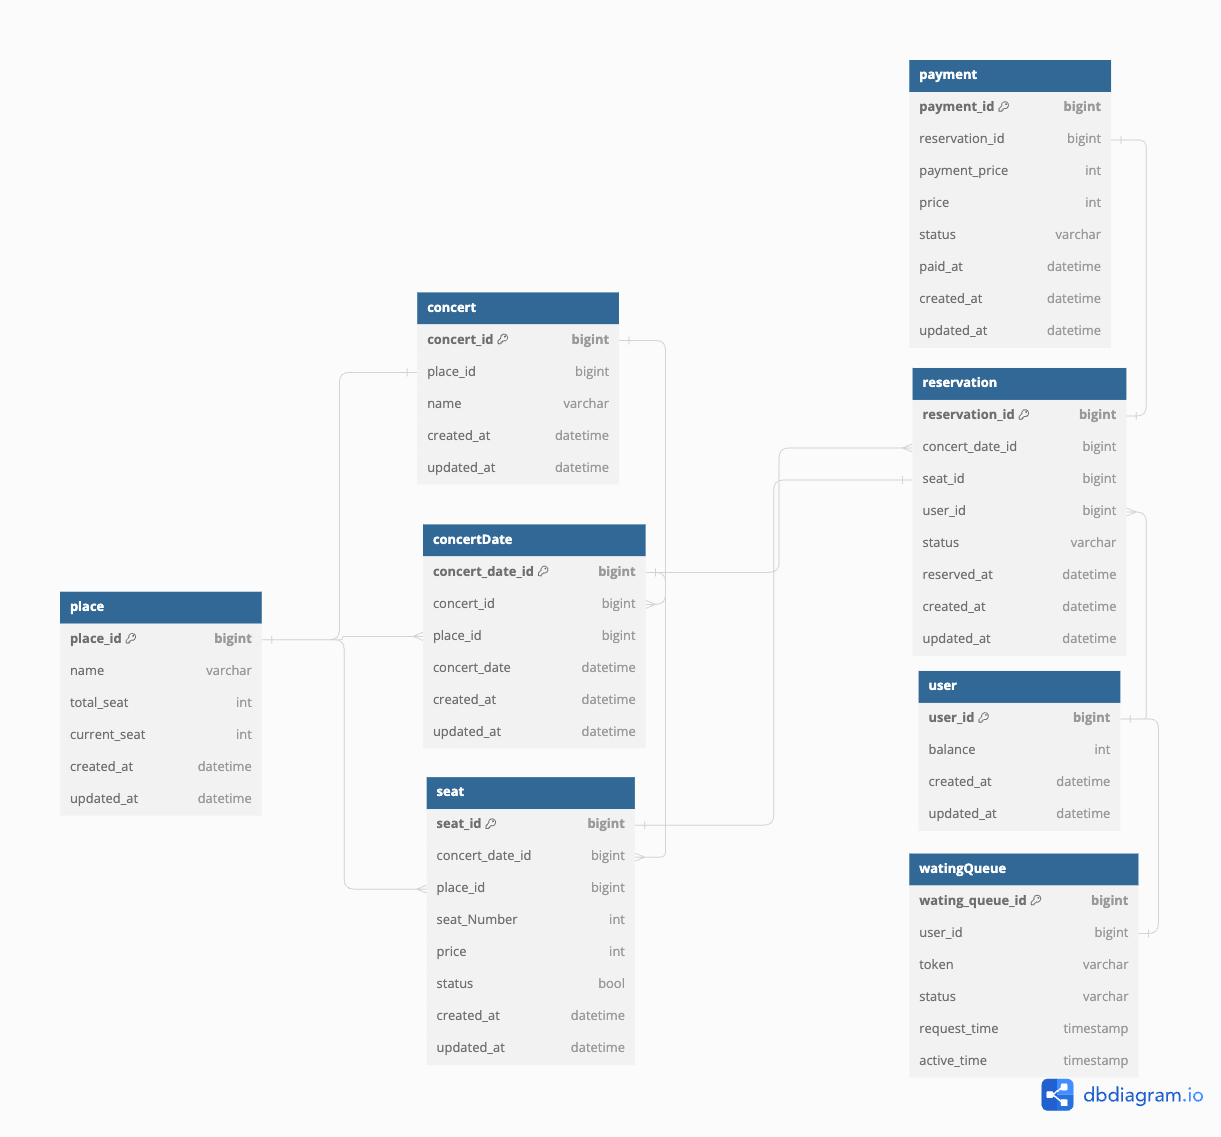 payment
payment_id bigint
reservation_id bigint
payment_price int
price int
status varchar
paid_at datetime
created_at datetime
updated_at datetime
concert
concert_id bigint
place_id bigint
name varchar
created_at datetime
updated_at datetime
reservation
reservation_id bigint
concert_date_id bigint
seat_id bigint
user_id bigint
status varchar
reserved_at datetime
created_at datetime
updated_at datetime
concertDate
concert_date_id bigint
concert_id bigint
place_id bigint
concert_date datetime
created_at datetime
updated_at datetime
place
place_id bigint
name varchar
total_seat int
current_seat int
created_at datetime
updated_at datetime
user
user_id bigint
balance int
created_at datetime
updated_at datetime
seat
seat_id bigint
concert_date_id bigint
place_id bigint
seat_Number int
price int
status bool
created_at datetime
updated_at datetime
watingQueue
wating_queue_id bigint
user_id bigint
token varchar
status varchar
request_time timestamp
active_time timestamp
dbdiagram.io